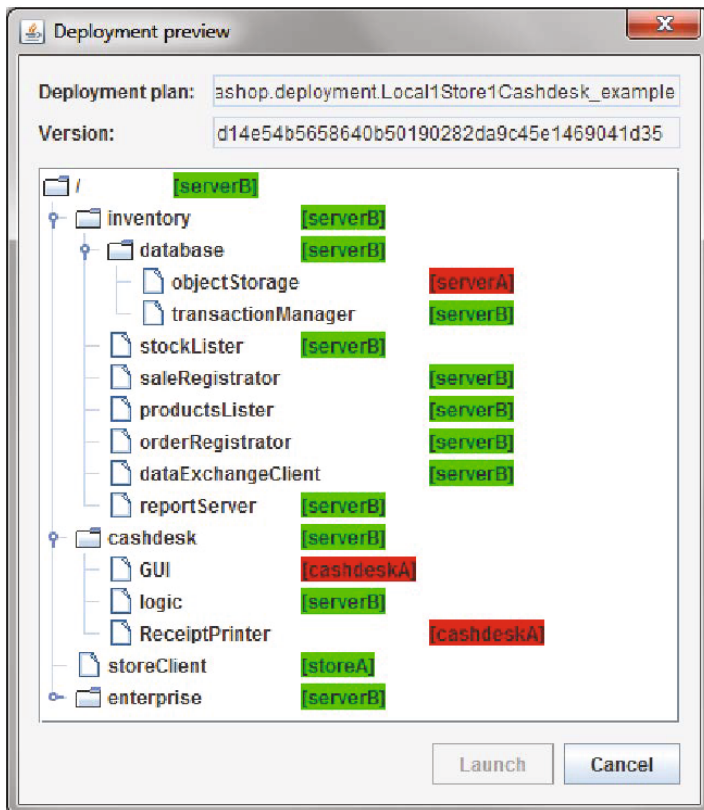 Deployment preview
Deployment plan: ashop.deployment.Local1Store1Cashdesk_example
Version: d14e54b5658640b50190282da9c45e1469041d35
/ [serverB]
inventory [serverB]
database [serverB]
objectStorage [serverA]
transactionManager [serverB]
stockLister [serverB]
saleRegistrator [serverB]
productsLister [serverB]
orderRegistrator [serverB]
dataExchangeClient [serverB]
reportServer [serverB]
cashdesk [serverB]
GUI [cashdeskA]
logic [serverB]
ReceiptPrinter [cashdeskA]
storeClient [storeA]
enterprise [serverB]
Launch Cancel